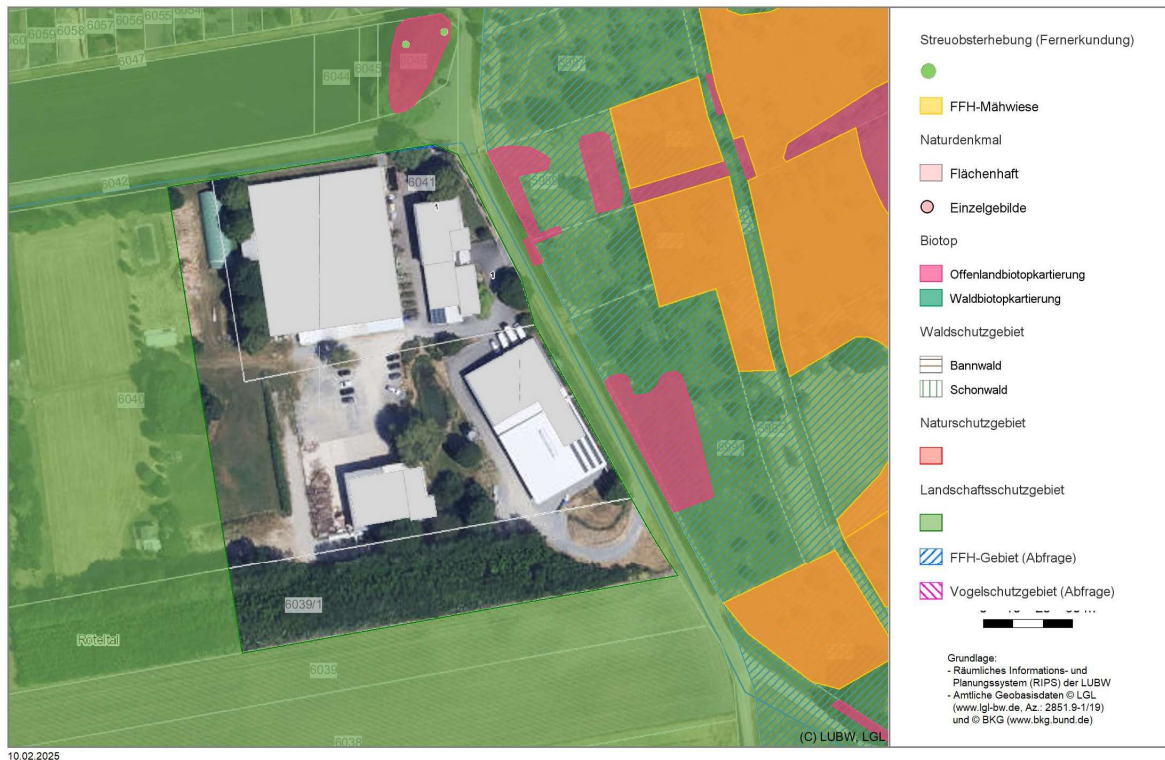 6059
6058
6057
6056
6055
6054
6047
6044
6045
6046
6042
6041
1
1
6040
6039/1
Röteltal
6039
6038
(C) LUBW, LGL
10.02.2025
Streuobsterhebung (Fernerkundung)
FFH-Mähwiese
Naturdenkmal
Flächenhaft
Einzelgebilde
Biotop
Offenlandbiotopkartierung
Waldbiotopkartierung
Waldschutzgebiet
Bannwald
Schonwald
Naturschutzgebiet
Landschaftsschutzgebiet
FFH-Gebiet (Abfrage)
Vogelschutzgebiet (Abfrage)
Grundlage:
- Räumliches Informations- und
Planungssystem (RIPS) der LUBW
- Amtliche Geobasisdaten © LGL
(www.lgl-bw.de, Az.: 2851.9-1/19)
und © BKG (www.bkg.bund.de)